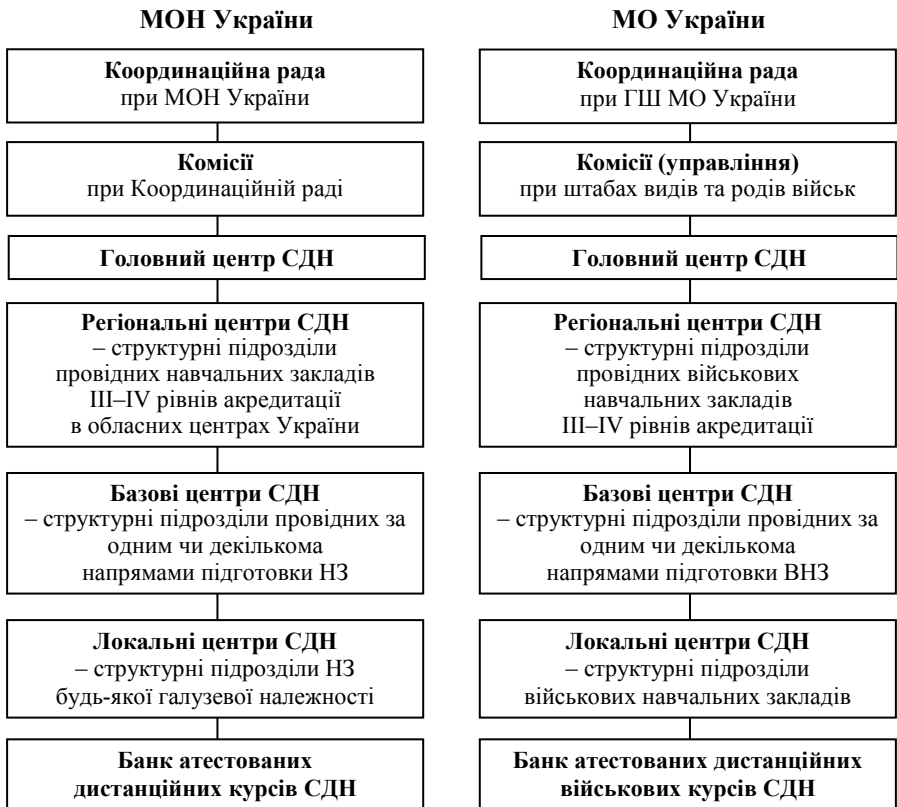 МОН України
Координаційна рада
при МОН України
Комісії
при Координаційній раді
Головний центр СДН
Регіональні центри СДН
– структурні підрозділи
провідних навчальних закладів
III–IV рівнів акредитації
в обласних центрах України
Базові центри СДН
– структурні підрозділи провідних за
одним чи декількома
напрямами підготовки НЗ
Локальні центри СДН
– структурні підрозділи НЗ
будь-якої галузевої належності
Банк атестованих
дистанційних курсів СДН
МО України
Координаційна рада
при ГШ МО України
Комісії (управління)
при штабах видів та родів військ
Головний центр СДН
Регіональні центри СДН
– структурні підрозділи
провідних військових
навчальних закладів
III–IV рівнів акредитації
Базові центри СДН
– структурні підрозділи провідних за
одним чи декількома
напрямами підготовки ВНЗ
Локальні центри СДН
– структурні підрозділи
військових навчальних закладів
Банк атестованих дистанційних
військових курсів СДН